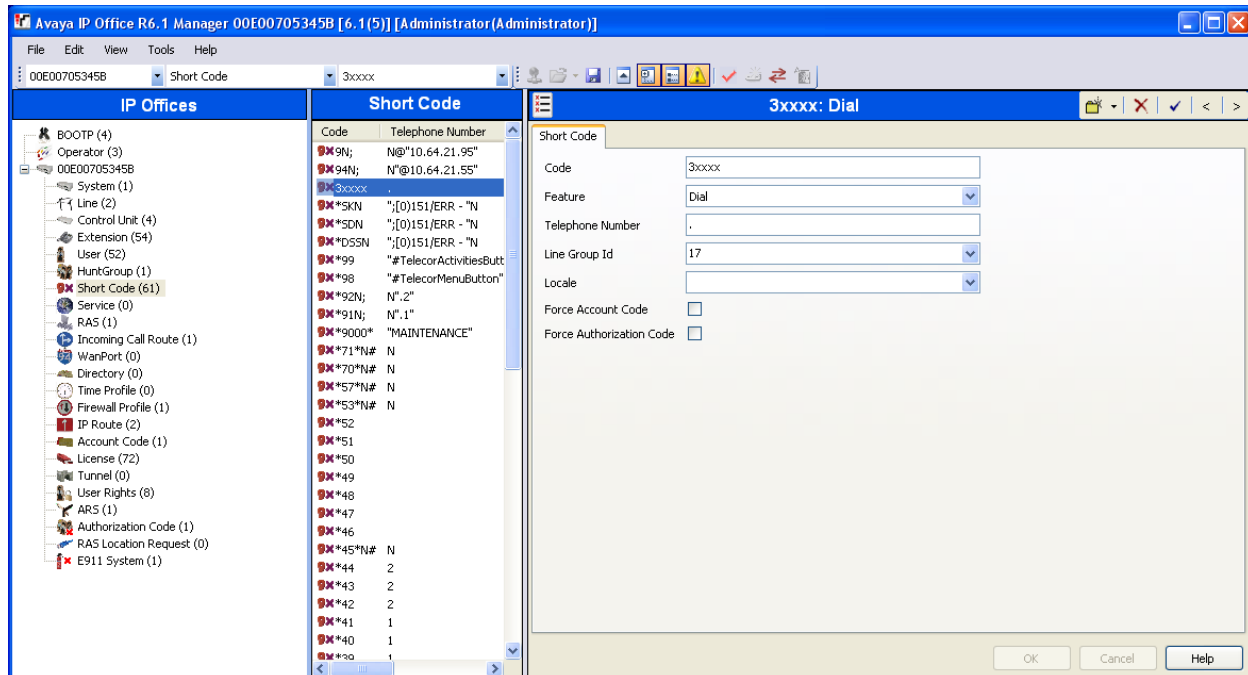 Avaya IP Office R6.1 Manager 00E00705345B [6.1(5)] [Administrator(Administrator)]
File Edit View Tools Help
00E00705345B Short Code 3xxxx
IP Offices
BOOTP (4)
Operator (3)
00E00705345B
System (1)
Line (2)
Control Unit (4)
Extension (54)
User (52)
HuntGroup (1)
Short Code (61)
Service (0)
RAS (1)
Incoming Call Route (1)
WanPort (0)
Directory (0)
Time Profile (0)
Firewall Profile (1)
IP Route (2)
Account Code (1)
License (72)
Tunnel (0)
User Rights (8)
ARS (1)
Authorization Code (1)
RAS Location Request (0)
E911 System (1)
Short Code
Code Telephone Number
9N; N@"10.64.21.95"
94N; N"@10.64.21.55"
3xxxx .
*SKN ";[0)151/ERR - "N
*SDN ";[0)151/ERR - "N
*DSSN ";[0)151/ERR - "N
*99 "#TelecorActivitiesButt
*98 "#TelecorMenuButton"
*92N; N".2"
*91N; N".1"
*9000* "MAINTENANCE"
*71*N# N
*70*N# N
*57*N# N
*53*N# N
*52
*51
*50
*49
*48
*47
*46
*45*N# N
*44 2
*43 2
*42 2
*41 1
*40 1
*39 1
3xxxx: Dial
Short Code
Code 3xxxx
Feature Dial
Telephone Number .
Line Group Id 17
Locale
Force Account Code
Force Authorization Code
OK Cancel Help